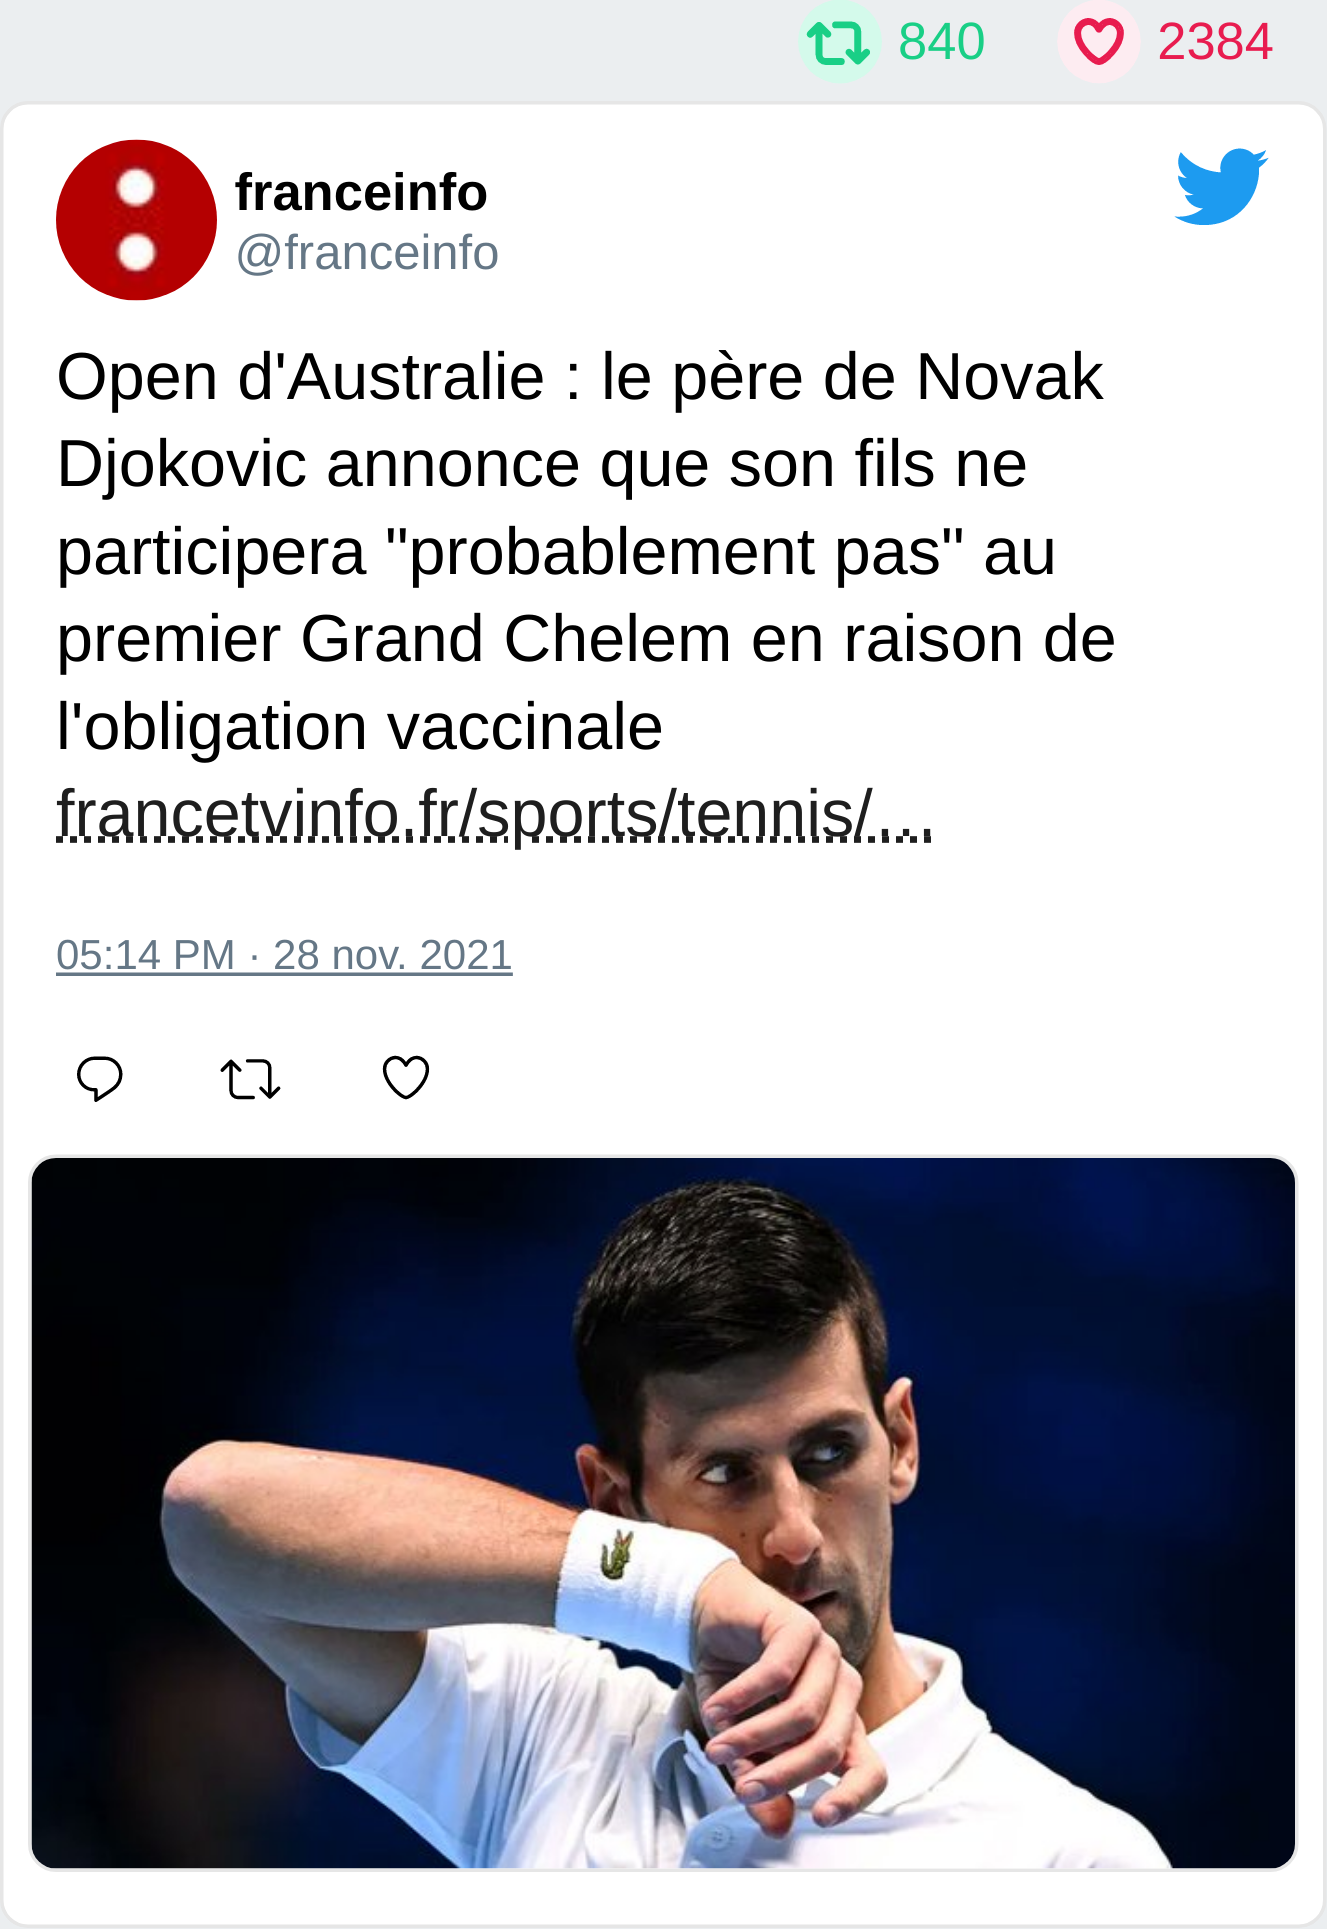 840 2384
franceinfo
@franceinfo
Open d'Australie : le père de Novak
Djokovic annonce que son fils ne
participera "probablement pas" au
premier Grand Chelem en raison de
l'obligation vaccinale
francetvinfo.fr/sports/tennis/…
05:14 PM · 28 nov. 2021